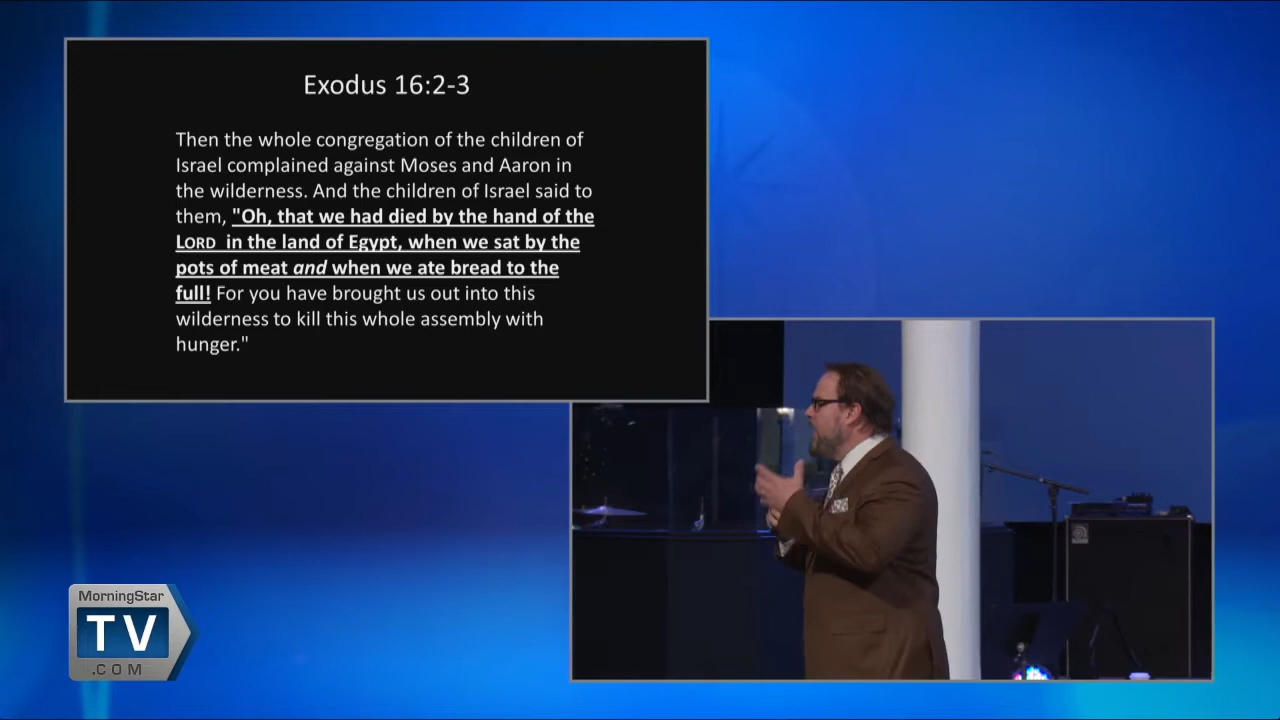 Exodus 16:2-3
Then the whole congregation of the children of
Israel complained against Moses and Aaron in
the wilderness. And the children of Israel said to
them, "Oh, that we had died by the hand of the
LORD in the land of Egypt, when we sat by the
pots of meat and when we ate bread to the
full! For you have brought us out into this
wilderness to kill this whole assembly with
hunger."
MorningStar
TV
.COM